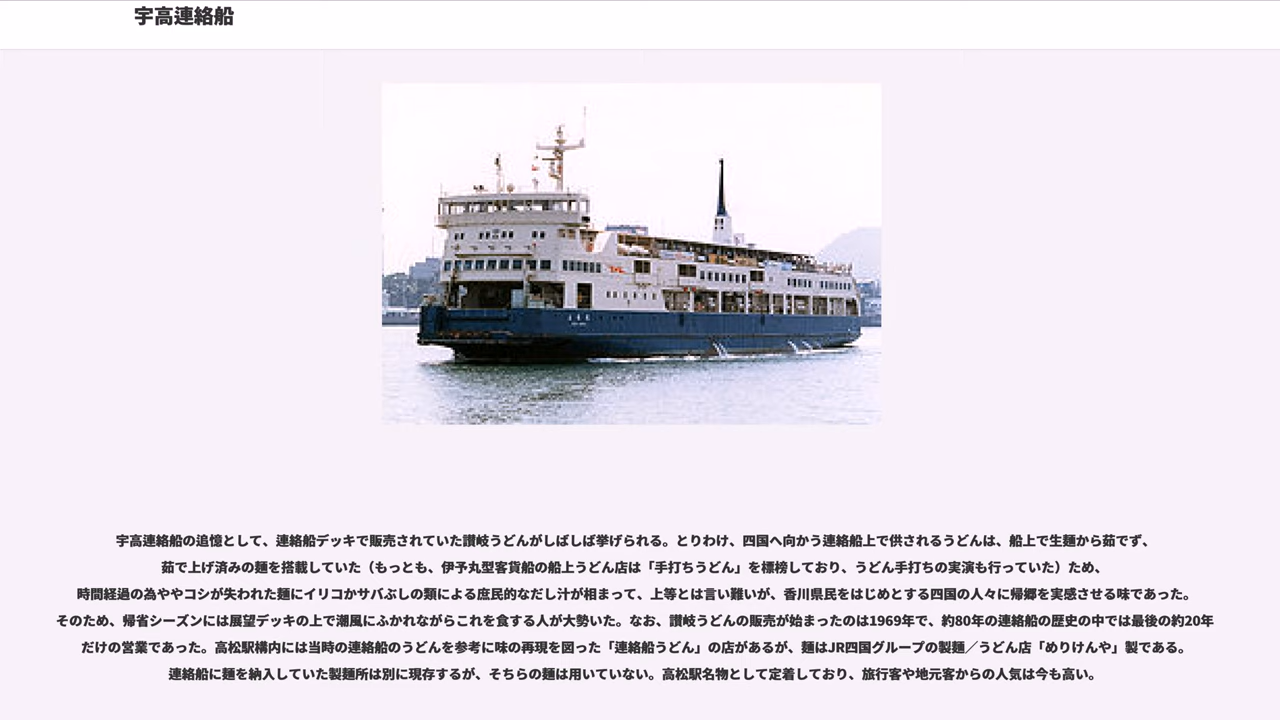 宇高連絡船
宇高連絡船の追憶として、連絡船デッキで販売されていた讃岐うどんがしばしば挙げられる。とりわけ、四国へ向かう連絡船上で供されるうどんは、船上で生麺から茹でず、
茹で上げ済みの麺を搭載していた（もっとも、伊予丸型客貨船の船上うどん店は「手打ちうどん」を標榜しており、うどん手打ちの実演も行っていた）ため、
時間経過の為ややコシが失われた麺にイリコかサバぶしの類による庶民的なだし汁が相まって、上等とは言い難いが、香川県民をはじめとする四国の人々に帰郷を実感させる味であった。
そのため、帰省シーズンには展望デッキの上で潮風にふかれながらこれを食する人が大勢いた。なお、讃岐うどんの販売が始まったのは1969年で、約80年の連絡船の歴史の中では最後の約20年
だけの営業であった。高松駅構内には当時の連絡船のうどんを参考に味の再現を図った「連絡船うどん」の店があるが、麺はJR四国グループの製麺／うどん店「めりけんや」製である。
連絡船に麺を納入していた製麺所は別に現存するが、そちらの麺は用いていない。高松駅名物として定着しており、旅行客や地元客からの人気は今も高い。